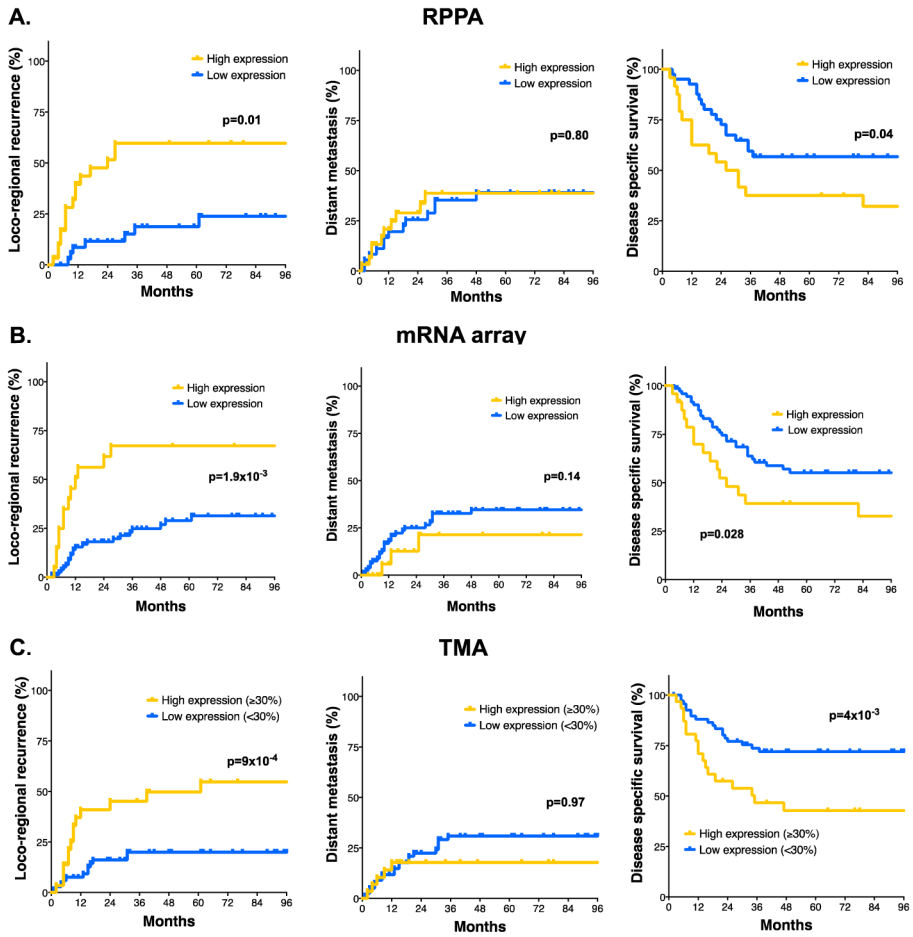 A.
RPPA
Loco-regional recurrence (%)
100
75
50
25
0
High expression
Low expression
p=0.01
0 12 24 36 48 60 72 84 96
Months
Distant metastasis (%)
100
75
50
25
0
High expression
Low expression
p=0.80
0 12 24 36 48 60 72 84 96
Months
Disease specific survival (%)
100
75
50
25
0
High expression
Low expression
p=0.04
0 12 24 36 48 60 72 84 96
Months
B.
mRNA array
Loco-regional recurrence (%)
100
75
50
25
0
High expression
Low expression
p=1.9x10⁻³
0 12 24 36 48 60 72 84 96
Months
Distant metastasis (%)
100
75
50
25
0
High expression
Low expression
p=0.14
0 12 24 36 48 60 72 84 96
Months
Disease specific survival (%)
100
75
50
25
0
High expression
Low expression
p=0.028
0 12 24 36 48 60 72 84 96
Months
C.
TMA
Loco-regional recurrence (%)
100
75
50
25
0
High expression (≥30%)
Low expression (<30%)
p=9x10⁻⁴
0 12 24 36 48 60 72 84 96
Months
Distant metastasis (%)
100
75
50
25
0
High expression (≥30%)
Low expression (<30%)
p=0.97
0 12 24 36 48 60 72 84 96
Months
Disease specific survival (%)
100
75
50
25
0
p=4x10⁻³
High expression (≥30%)
Low expression (<30%)
0 12 24 36 48 60 72 84 96
Months